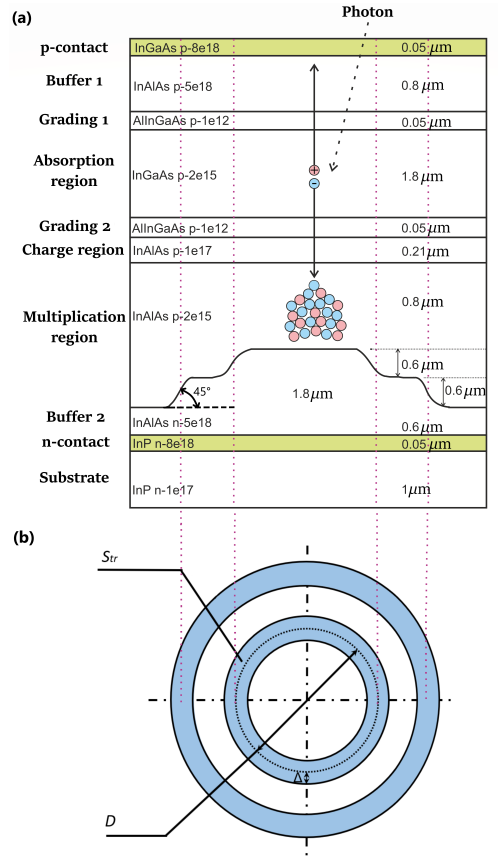 (a)
Photon
p-contact InGaAs p-8e18 0.05 μm
Buffer 1 InAlAs p-5e18 0.8 μm
Grading 1 AlInGaAs p-1e12 0.05 μm
Absorption
region
InGaAs p-2e15 1.8 μm
Grading 2 AlInGaAs p-1e12 0.05 μm
Charge region InAlAs p-1e17 0.21 μm
Multiplication
region
InAlAs p-2e15 0.8 μm
0.6 μm
45° 1.8 μm 0.6 μm
Buffer 2 InAlAs n-5e18 0.6 μm
n-contact InP n-8e18 0.05 μm
Substrate InP n-1e17 1μm
(b)
Str
Δ
D